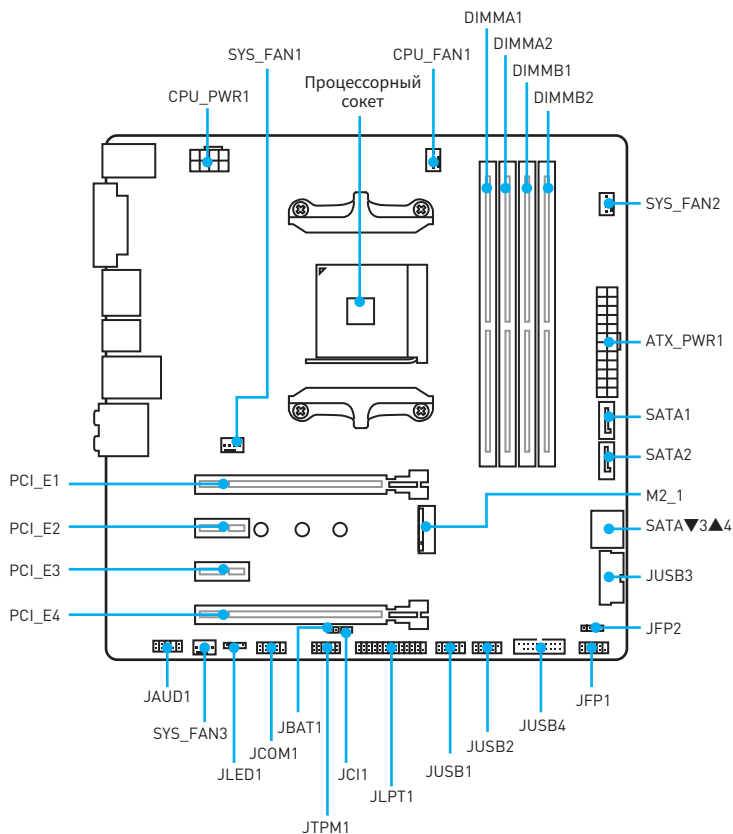 DIMMA1
DIMMA2
DIMMB1
DIMMB2
SYS_FAN1
CPU_FAN1
Процессорный
сокет
CPU_PWR1
SYS_FAN2
ATX_PWR1
SATA1
SATA2
M2_1
SATA▼3▲4
JUSB3
JFP2
PCI_E1
PCI_E2
PCI_E3
PCI_E4
JAUD1
SYS_FAN3
JLED1
JCOM1
JBAT1
JTPM1
JCI1
JLPT1
JUSB1
JUSB2
JUSB4
JFP1